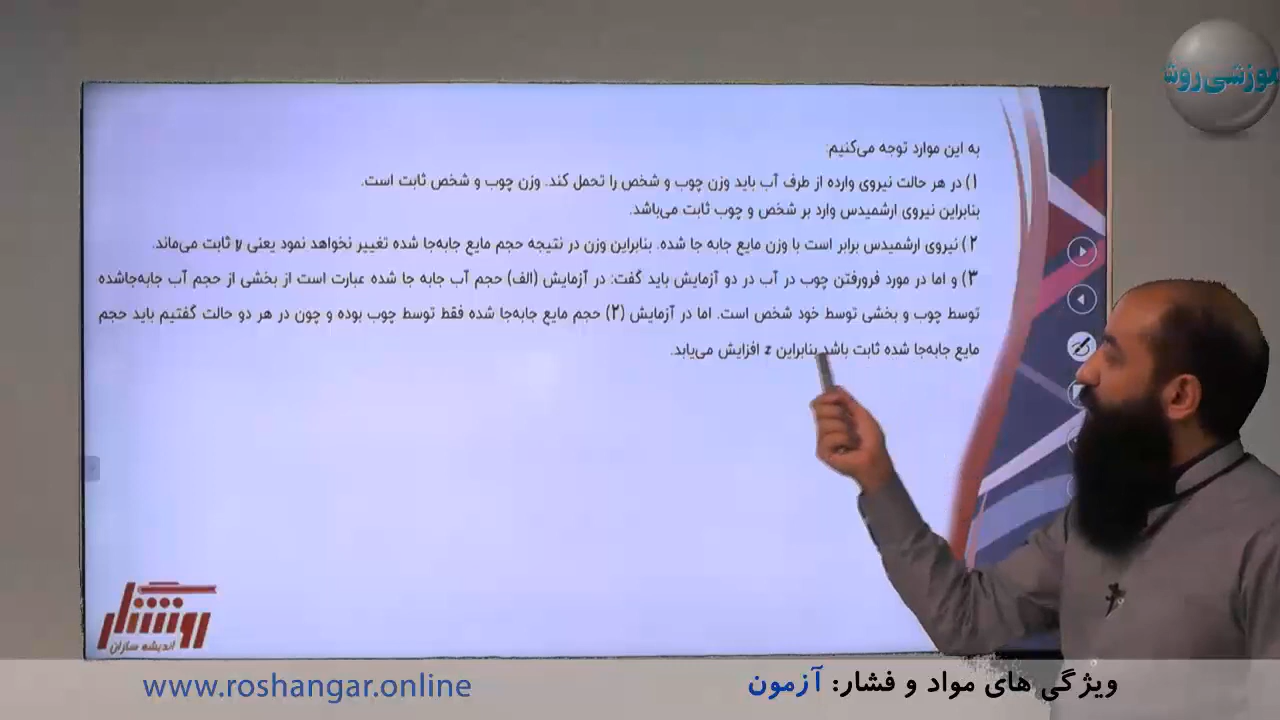 موزشی روش
به این موارد توجه می‌کنیم:
۱) در هر حالت نیروی وارده از طرف آب باید وزن چوب و شخص را تحمل کند. وزن چوب و شخص ثابت است.
بنابراین نیروی ارشمیدس وارد بر شخص و چوب ثابت می‌باشد.
۲) نیروی ارشمیدس برابر است با وزن مایع جابه جا شده. بنابراین وزن در نتیجه حجم مایع جابه‌جا شده تغییر نخواهد نمود یعنی y ثابت می‌ماند.
۳) و اما در مورد فرورفتن چوب در آب در دو آزمایش باید گفت: در آزمایش (الف) حجم آب جابه جا شده عبارت است از بخشی از حجم آب جابه‌جاشده
توسط چوب و بخشی توسط خود شخص است. اما در آزمایش (۲) حجم مایع جابه‌جا شده فقط توسط چوب بوده و چون در هر دو حالت گفتیم باید حجم
مایع جابه‌جا شده ثابت باشد بنابراین z افزایش می‌یابد.
روشنگر
اندیشه سازان
ویژگی های مواد و فشار: آزمون
www.roshangar.online